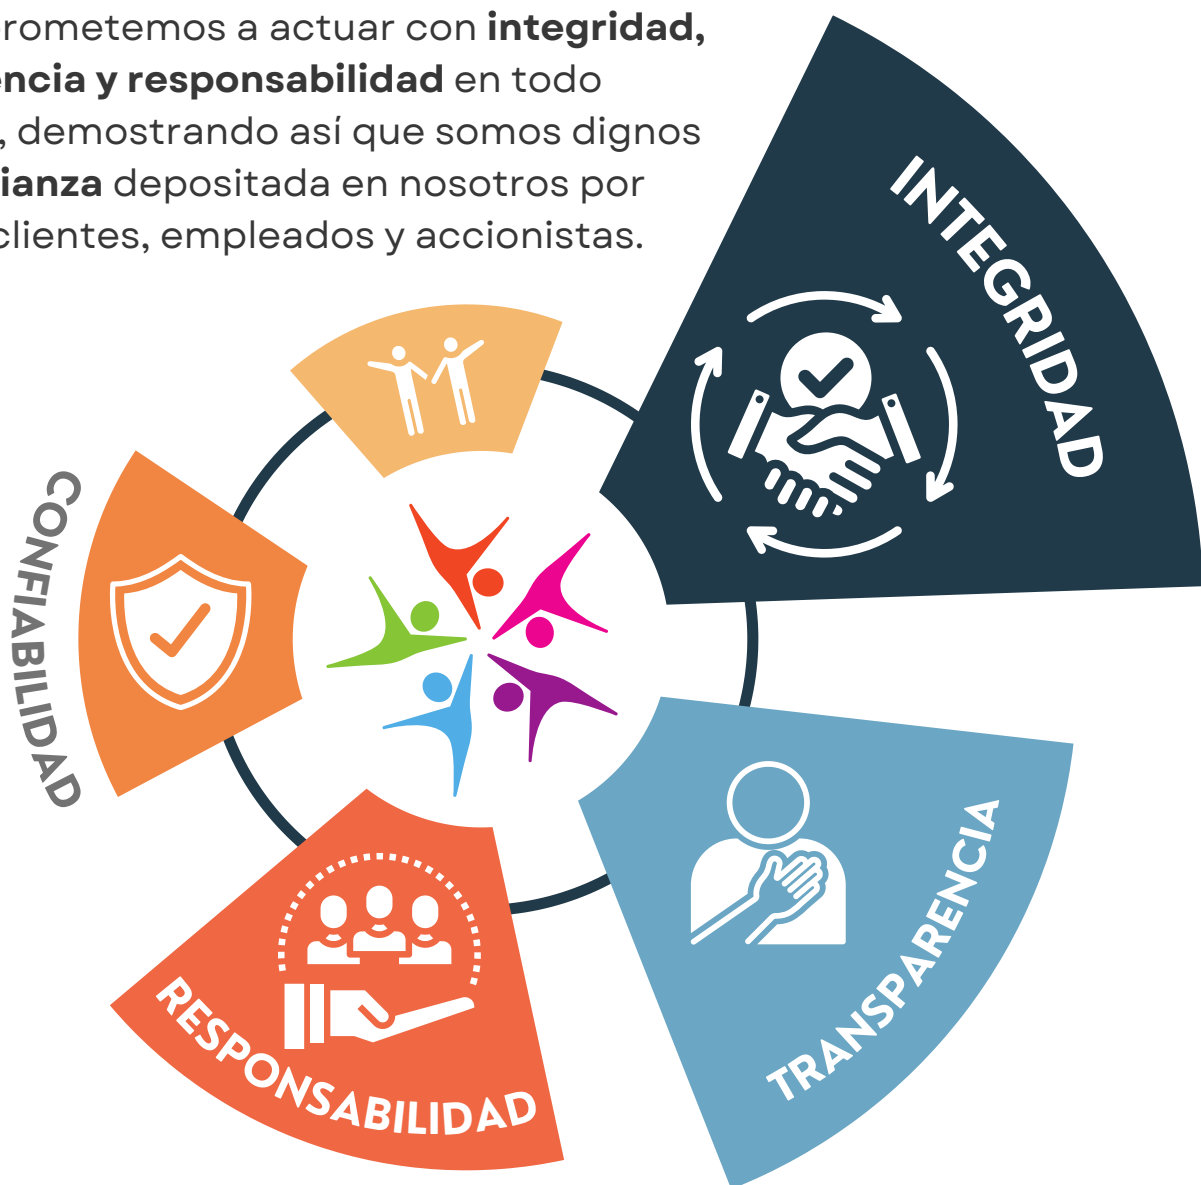 rometemos a actuar con integridad,
encia y responsabilidad en todo
, demostrando así que somos dignos
ianza depositada en nosotros por
clientes, empleados y accionistas.
INTEGRIDAD
CONFIABILIDAD
TRANSPARENCIA
RESPONSABILIDAD